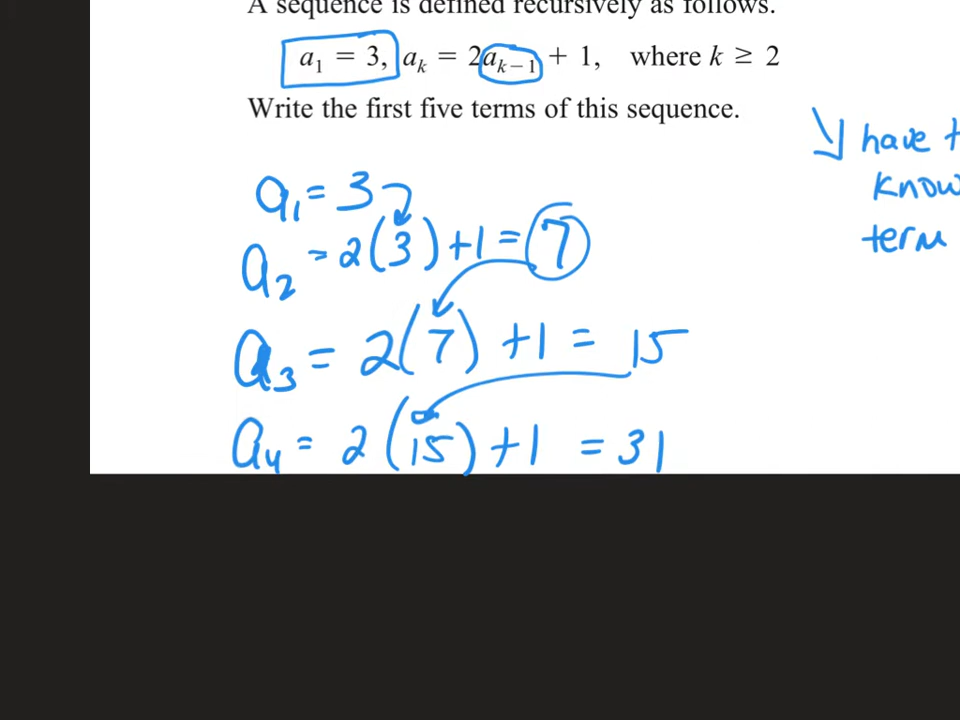 A sequence is defined recursively as follows.
a₁ = 3, aₖ = 2aₖ₋₁ + 1, where k ≥ 2
Write the first five terms of this sequence.
have
know
term
a₁ = 3
a₂ = 2(3) + 1 = 7
a₃ = 2(7) + 1 = 15
a₄ = 2(15) + 1 = 31